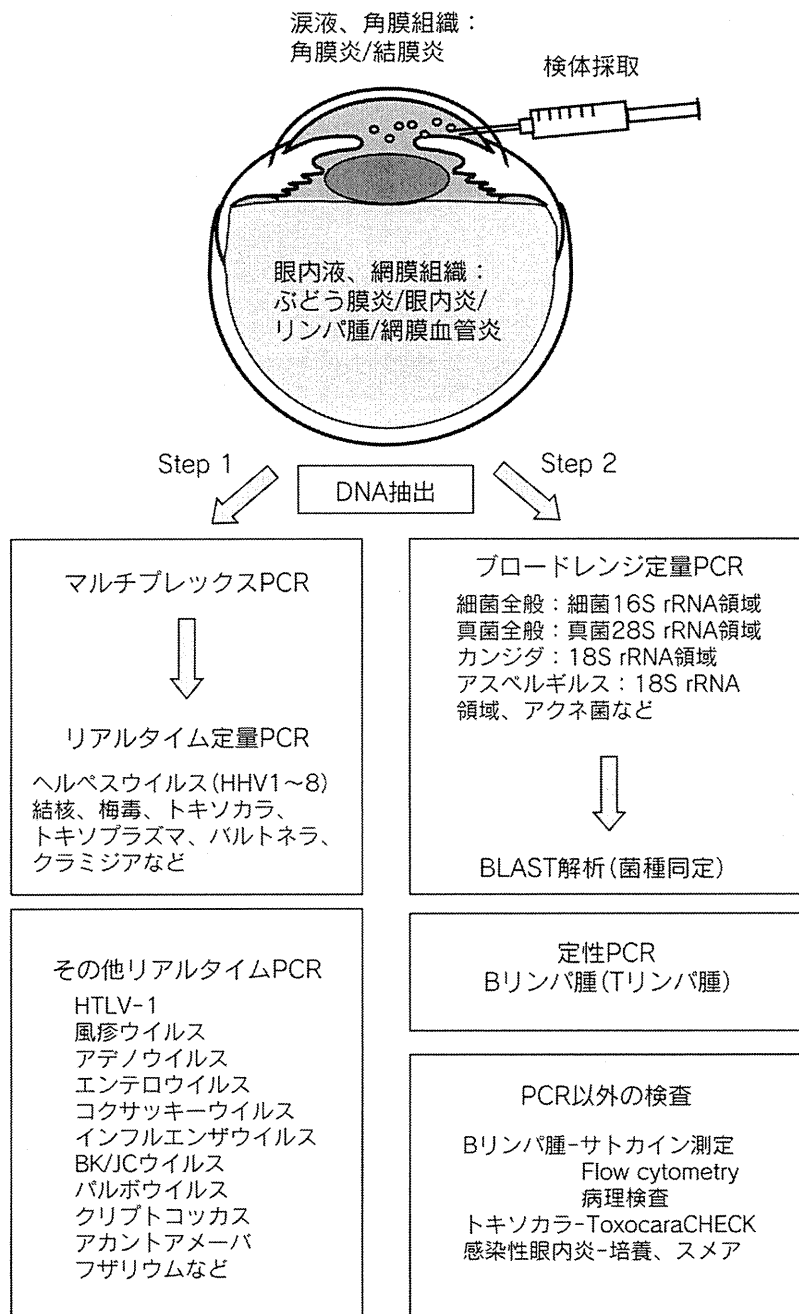 涙液、角膜組織：
角膜炎/結膜炎
検体採取
眼内液、網膜組織：
ぶどう膜炎/眼内炎/
リンパ腫/網膜血管炎
Step 1
DNA抽出
Step 2
マルチプレックスPCR
リアルタイム定量PCR
ヘルペスウイルス(HHV1〜8)
結核、梅毒、トキソカラ、
トキソプラズマ、バルトネラ、
クラミジアなど
ブロードレンジ定量PCR
細菌全般：細菌16S rRNA領域
真菌全般：真菌28S rRNA領域
カンジダ：18S rRNA領域
アスペルギルス：18S rRNA
領域、アクネ菌など
BLAST解析(菌種同定)
その他リアルタイムPCR
HTLV-1
風疹ウイルス
アデノウイルス
エンテロウイルス
コクサッキーウイルス
インフルエンザウイルス
BK/JCウイルス
パルボウイルス
クリプトコッカス
アカントアメーバ
フザリウムなど
定性PCR
Bリンパ腫(Tリンパ腫)
PCR以外の検査
Bリンパ腫-サトカイン測定
Flow cytometry
病理検査
トキソカラ-ToxocaraCHECK
感染性眼内炎-培養、スメア